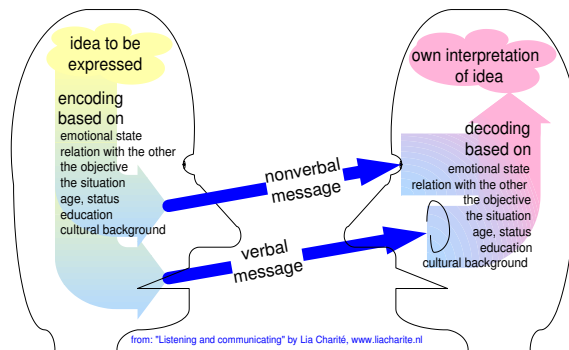 idea to be
expressed
encoding
based on
emotional state
relation with the other
the objective
the situation
age, status
education
cultural background
nonverbal
message
verbal
message
own interpretation
of idea
decoding
based on
emotional state
relation with the other
the objective
the situation
age, status
education
cultural background
from: "Listening and communicating" by Lia Charité, www.liacharite.nl